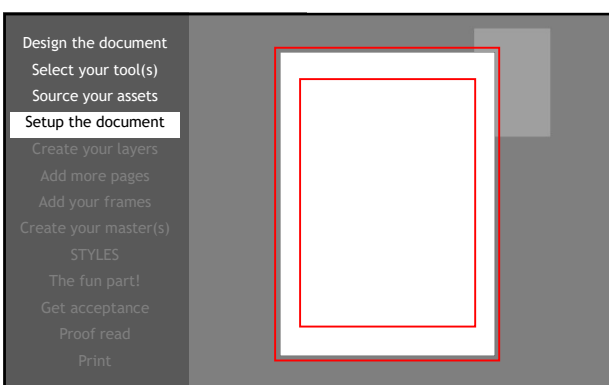 Design the document
Select your tool(s)
Source your assets
Setup the document
Create your layers
Add more pages
Add your frames
Create your master(s)
STYLES
The fun part!
Get acceptance
Proof read
Print